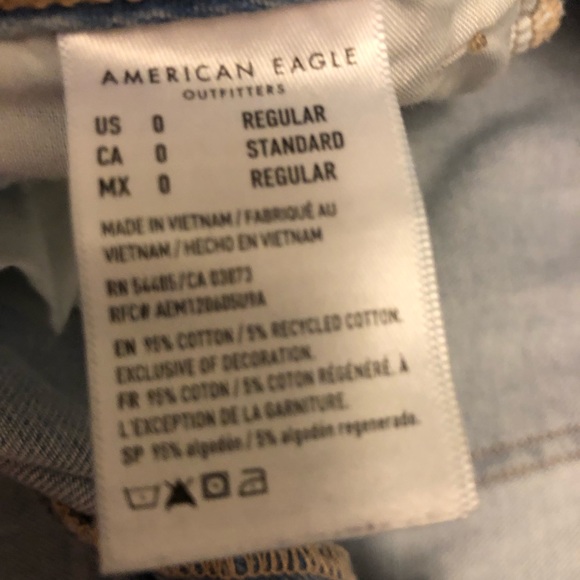 AMERICAN EAGLE
OUTFITTERS
US 0 REGULAR
CA 0 STANDARD
MX 0 REGULAR
MADE IN VIETNAM / FABRIQUÉ AU
VIETNAM / HECHO EN VIETNAM
RN 54485/CA 03873
RFC# AEM120605U9A
EN 95% COTTON / 5% RECYCLED COTTON.
EXCLUSIVE OF DECORATION.
FR 95% COTON / 5% COTON RÉGÉNÉRÉ. À
L'EXCEPTION DE LA GARNITURE.
SP 95% algodón / 5% algodón regenerado.